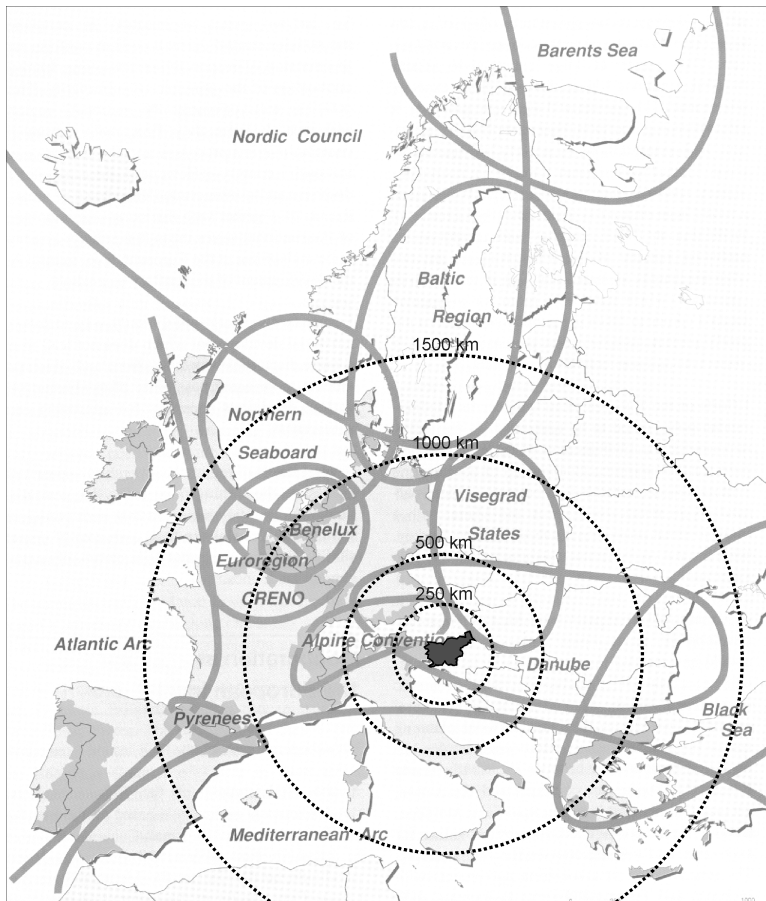 Barents Sea
Nordic Council
Baltic
Region
1500 km
Northern
Seaboard
1000 km
Visegrad
States
Benelux
500 km
Euroregion
250 km
CRENO
Atlantic Arc
Alpine Convention
Danube
Pyrenees
Black
Sea
Mediterranean Arc